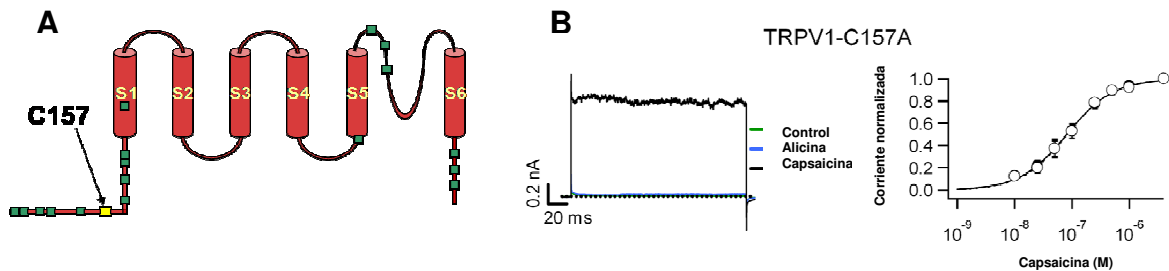 A
S1 S2 S3 S4 S5 S6
C157
B
TRPV1-C157A
Control
Alicina
Capsaicina
0.2 nA
20 ms
Corriente normalizada
1.0
0.8
0.6
0.4
0.2
0.0
10⁻⁹ 10⁻⁸ 10⁻⁷ 10⁻⁶
Capsaicina (M)